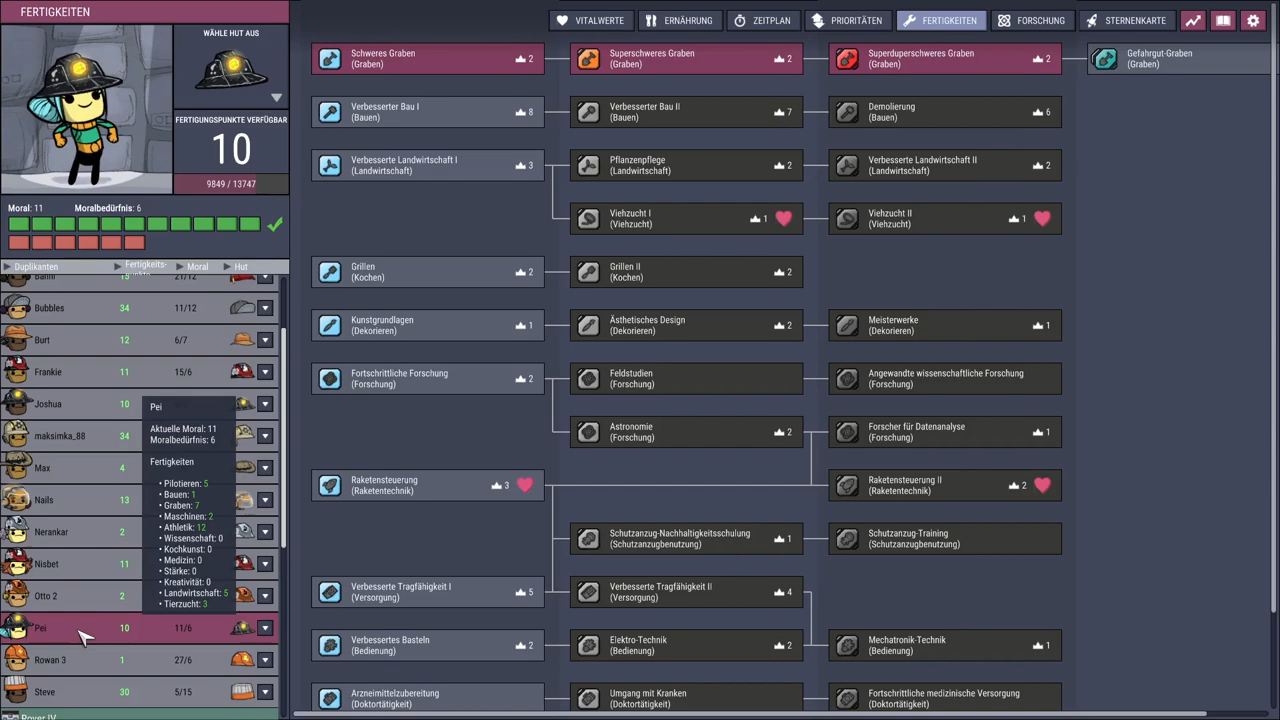 FERTIGKEITEN
VITALWERTE
ERNÄHRUNG
ZEITPLAN
PRIORITÄTEN
FERTIGKEITEN
FORSCHUNG
STERNENKARTE
WÄHLE HUT AUS
FERTIGUNGSPUNKTE VERFÜGBAR
10
9849 / 13747
Moral: 11 Moralbedürfnis: 6
Duplikanten Fertigkeits-punkte Moral Hut
Banhi 15 21/12
Bubbles 34 11/12
Burt 12 6/7
Frankie 11 15/6
Joshua 10
maksimka_88 34
Max 4
Nails 13
Nerankar 2
Nisbet 11
Otto 2 2
Pei 10 11/6
Rowan 3 1 27/6
Steve 30 5/15
Rover IV
Pei
Aktuelle Moral: 11
Moralbedürfnis: 6
Fertigkeiten
• Pilotieren: 5
• Bauen: 1
• Graben: 7
• Maschinen: 2
• Athletik: 12
• Wissenschaft: 0
• Kochkunst: 0
• Medizin: 0
• Stärke: 0
• Kreativität: 0
• Landwirtschaft: 5
• Tierzucht: 3
Schweres Graben
(Graben)
2
Superschweres Graben
(Graben)
2
Superduperschweres Graben
(Graben)
2
Gefahrgut-Graben
(Graben)
Verbesserter Bau I
(Bauen)
8
Verbesserter Bau II
(Bauen)
7
Demolierung
(Bauen)
6
Verbesserte Landwirtschaft I
(Landwirtschaft)
3
Pflanzenpflege
(Landwirtschaft)
2
Verbesserte Landwirtschaft II
(Landwirtschaft)
2
Viehzucht I
(Viehzucht)
1
Viehzucht II
(Viehzucht)
1
Grillen
(Kochen)
2
Grillen II
(Kochen)
2
Kunstgrundlagen
(Dekorieren)
1
Ästhetisches Design
(Dekorieren)
2
Meisterwerke
(Dekorieren)
1
Fortschrittliche Forschung
(Forschung)
2
Feldstudien
(Forschung)
Angewandte wissenschaftliche Forschung
(Forschung)
Astronomie
(Forschung)
2
Forscher für Datenanalyse
(Forschung)
1
Raketensteuerung
(Raketentechnik)
3
Raketensteuerung II
(Raketentechnik)
2
Schutzanzug-Nachhaltigkeitsschulung
(Schutzanzugbenutzung)
1
Schutzanzug-Training
(Schutzanzugbenutzung)
Verbesserte Tragfähigkeit I
(Versorgung)
5
Verbesserte Tragfähigkeit II
(Versorgung)
4
Verbessertes Basteln
(Bedienung)
2
Elektro-Technik
(Bedienung)
2
Mechatronik-Technik
(Bedienung)
1
Arzneimittelzubereitung
(Doktortätigkeit)
Umgang mit Kranken
(Doktortätigkeit)
Fortschrittliche medizinische Versorgung
(Doktortätigkeit)